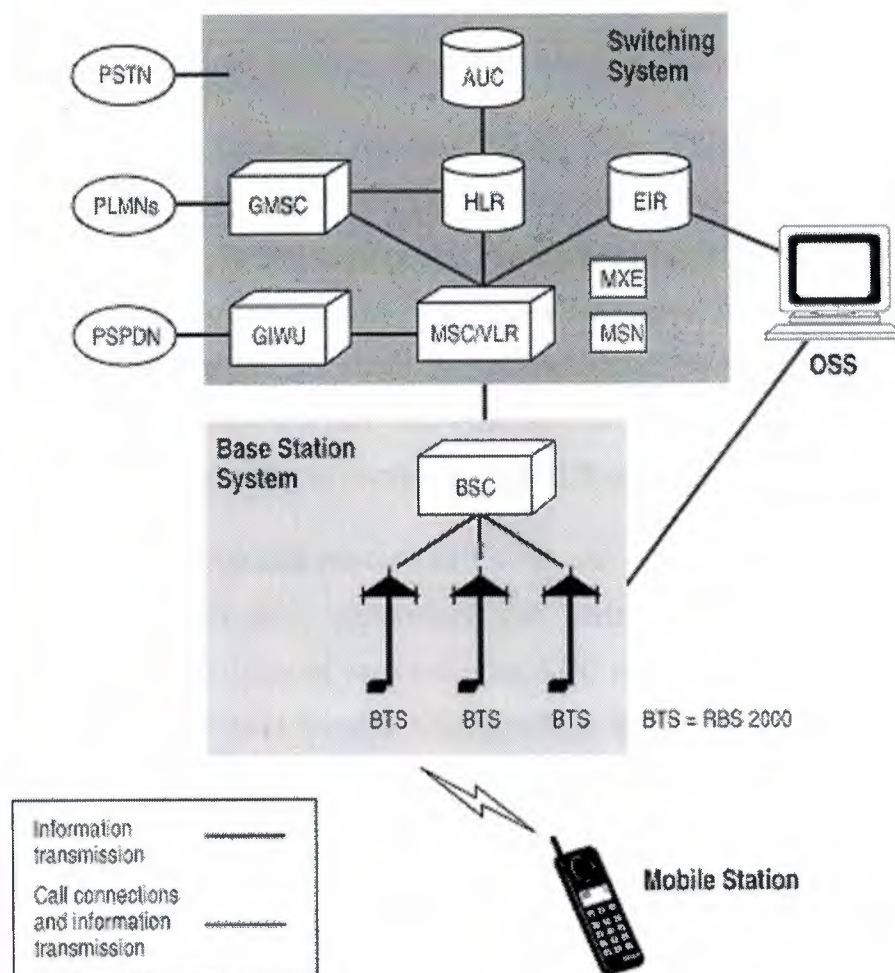 Switching
System
PSTN
AUC
PLMNs
GMSC
HLR
EIR
MXE
PSPDN
GIWU
MSC/VLR
MSN
OSS
Base Station
System
BSC
BTS
BTS
BTS
BTS = RBS 2000
Information
transmission
Call connections
and information
transmission
Mobile Station